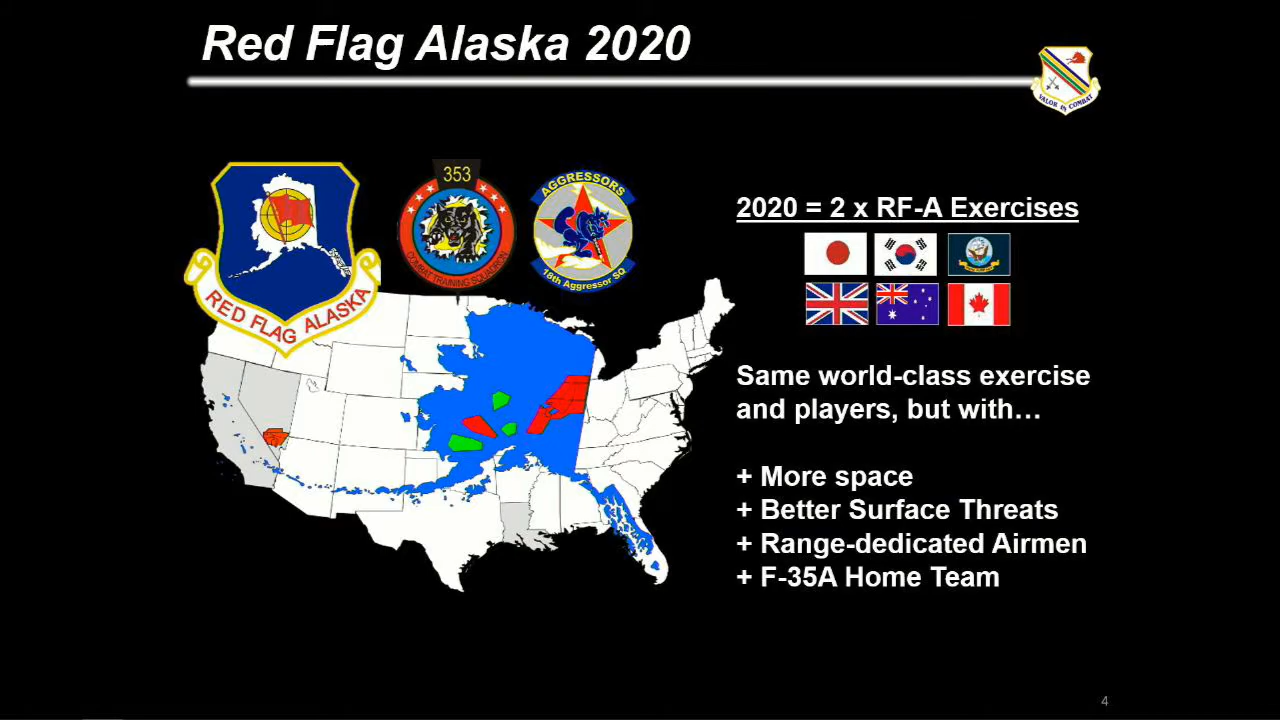 Red Flag Alaska 2020
VALOR IN COMBAT
353
COMBAT TRAINING SQUADRON
AGGRESSORS
18th Aggressor SQ
RED FLAG ALASKA
2020 = 2 x RF-A Exercises
Same world-class exercise
and players, but with…
+ More space
+ Better Surface Threats
+ Range-dedicated Airmen
+ F-35A Home Team
4